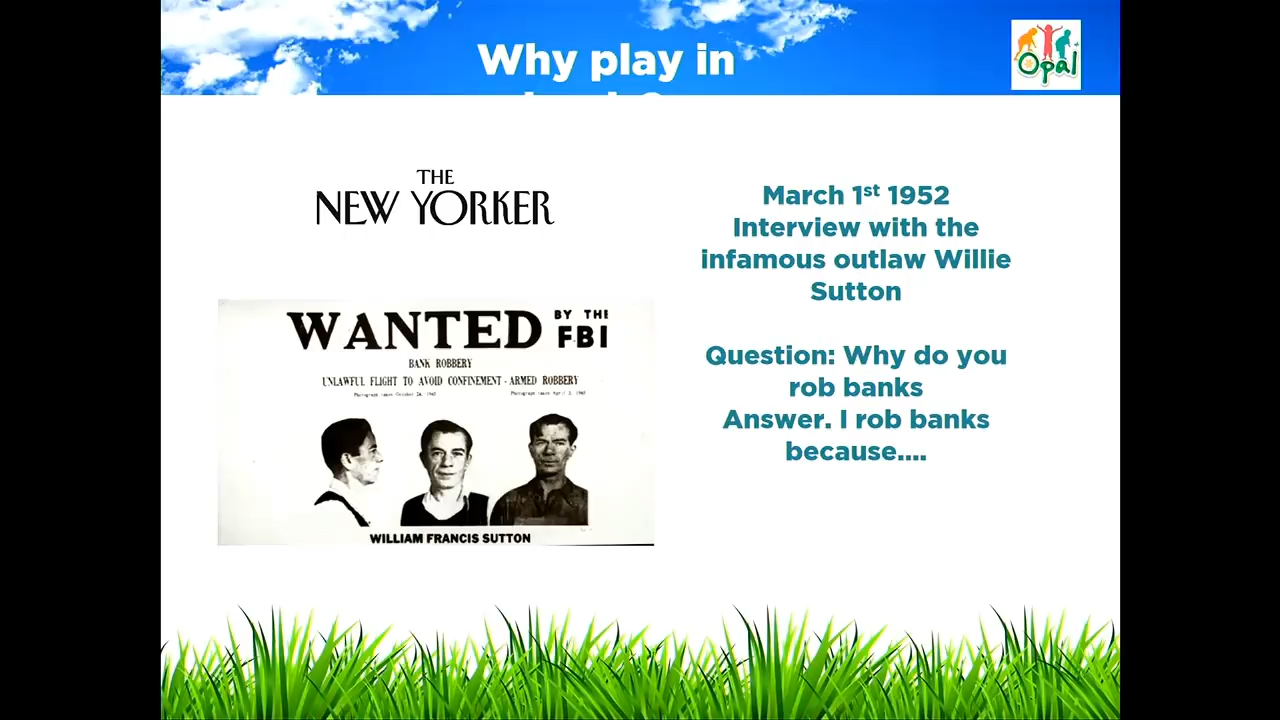 Why play in
Opal
THE
NEW YORKER
March 1st 1952
Interview with the
infamous outlaw Willie
Sutton
Question: Why do you
rob banks
Answer. I rob banks
because....
WANTED BY THE
FBI
BANK ROBBERY
UNLAWFUL FLIGHT TO AVOID CONFINEMENT - ARMED ROBBERY
WILLIAM FRANCIS SUTTON